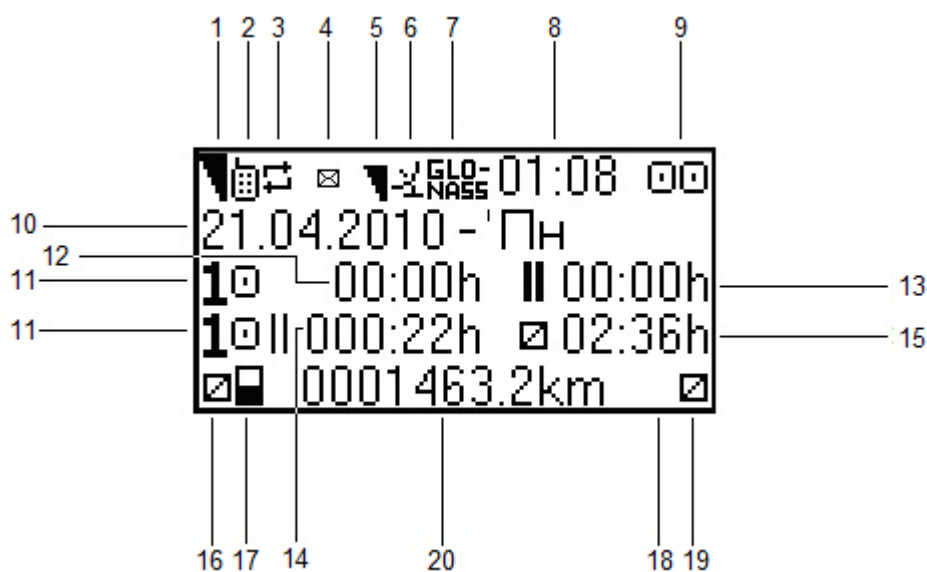 1 2 3 4 5 6 7 8 9
GLO-NASS 01:08
10 21.04.2010 - Пн
12
11 1 00:00h 00:00h 13
11 1 000:22h 02:36h 15
0001463.2km
16 17 14 20 18 19